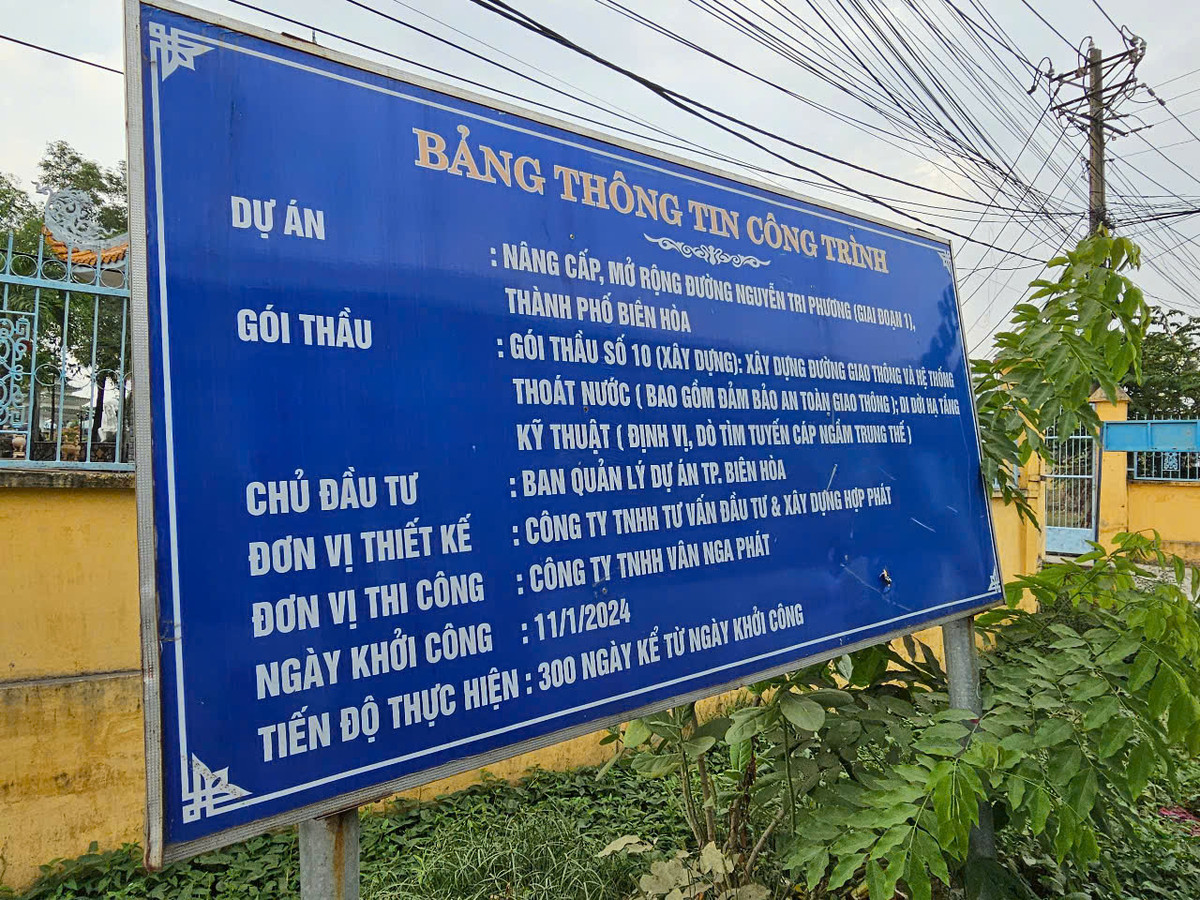 BẢNG THÔNG TIN CÔNG TRÌNH
DỰ ÁN : NÂNG CẤP, MỞ RỘNG ĐƯỜNG NGUYỄN TRI PHƯƠNG (GIAI ĐOẠN 1),
THÀNH PHỐ BIÊN HÒA
GÓI THẦU : GÓI THẦU SỐ 10 (XÂY DỰNG): XÂY DỰNG ĐƯỜNG GIAO THÔNG VÀ HỆ THỐNG
THOÁT NƯỚC ( BAO GỒM ĐẢM BẢO AN TOÀN GIAO THÔNG ); DI DỜI HẠ TẦNG
KỸ THUẬT ( ĐỊNH VỊ, DÒ TÌM TUYẾN CÁP NGẦM TRUNG THẾ )
CHỦ ĐẦU TƯ : BAN QUẢN LÝ DỰ ÁN TP. BIÊN HÒA
ĐƠN VỊ THIẾT KẾ : CÔNG TY TNHH TƯ VẤN ĐẦU TƯ & XÂY DỰNG HỢP PHÁT
ĐƠN VỊ THI CÔNG : CÔNG TY TNHH VÂN NGA PHÁT
NGÀY KHỞI CÔNG : 11/1/2024
TIẾN ĐỘ THỰC HIỆN : 300 NGÀY KỂ TỪ NGÀY KHỞI CÔNG